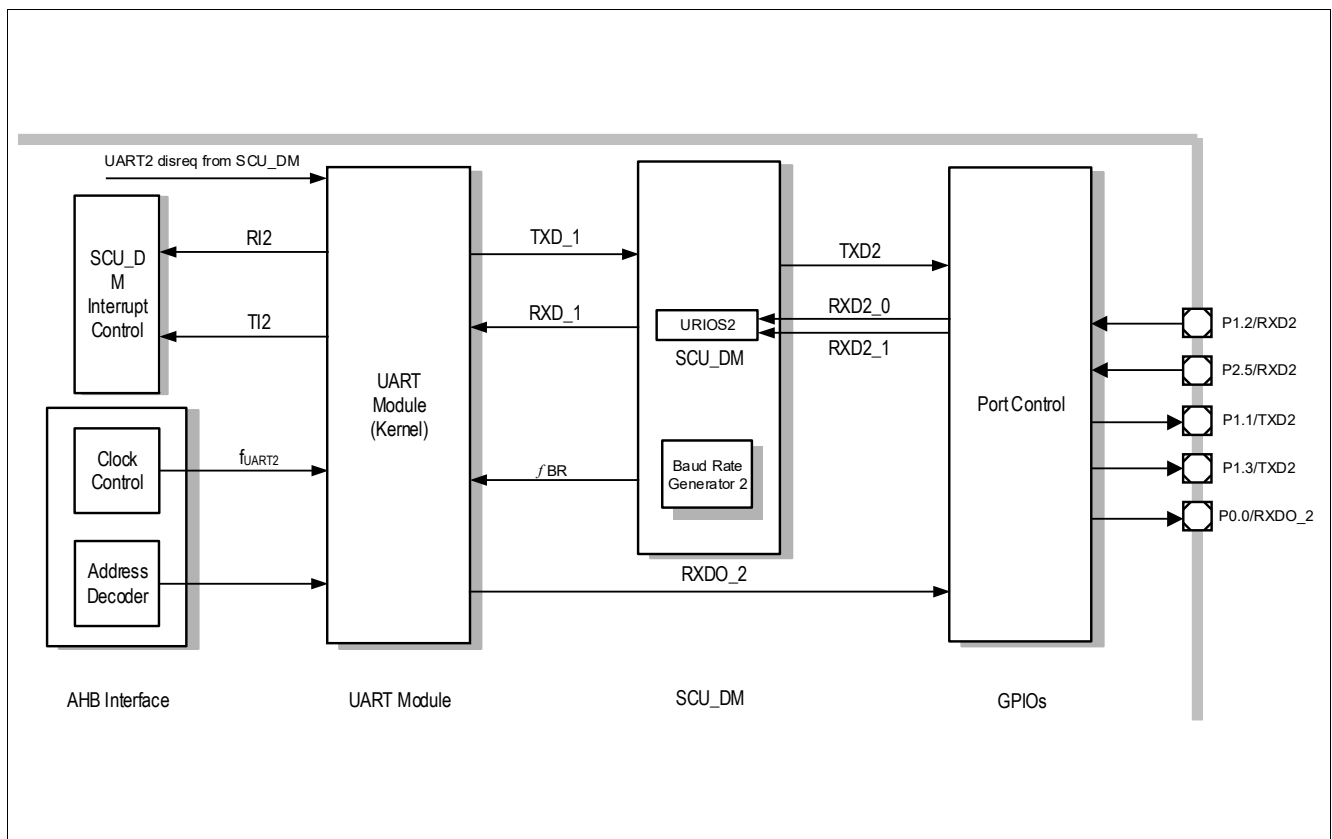 UART2 disreq from SCU_DM
SCU_D
M
Interrupt
Control
RI2
TI2
Clock
Control
Address
Decoder
fUART2
AHB Interface
UART
Module
(Kernel)
UART Module
TXD_1
RXD_1
URIOS2
SCU_DM
Baud Rate
Generator 2
f BR
RXDO_2
SCU_DM
TXD2
RXD2_0
RXD2_1
Port Control
GPIOs
P1.2/RXD2
P2.5/RXD2
P1.1/TXD2
P1.3/TXD2
P0.0/RXDO_2